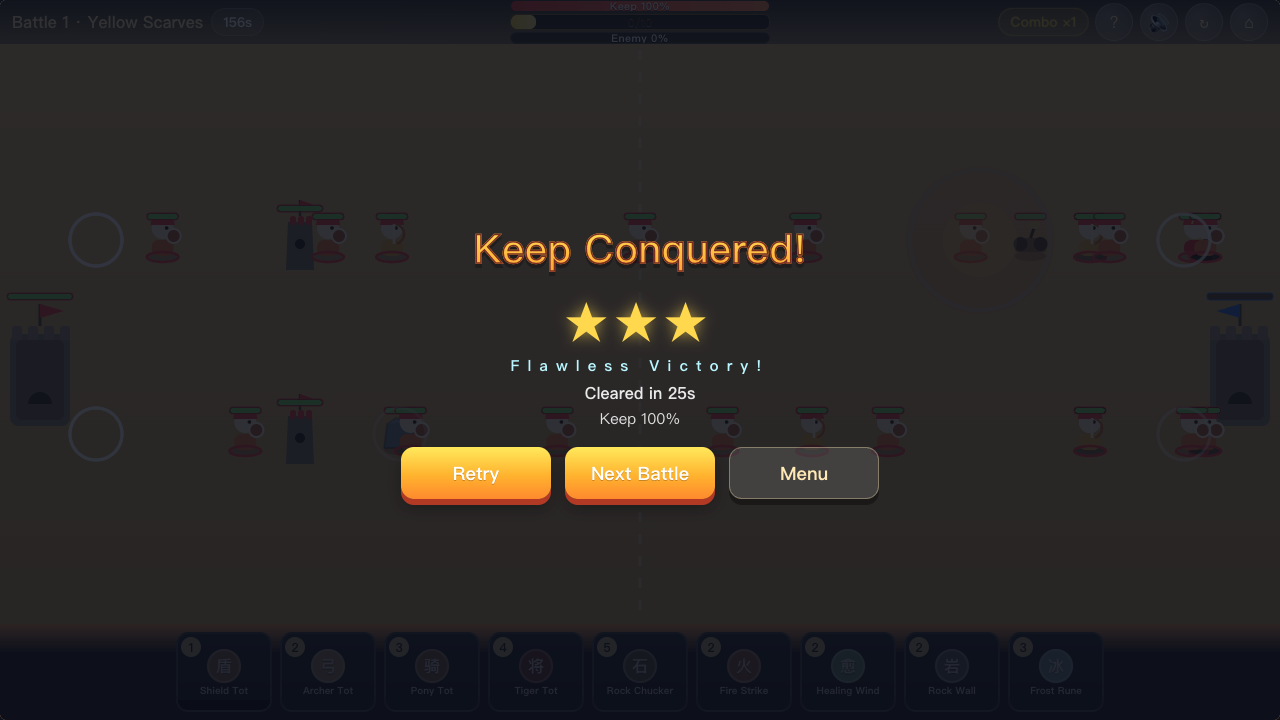 Battle 1 · Yellow Scarves
156s
Keep 100%
Enemy 0%
Combo ×1
?
Keep Conquered!
Flawless Victory!
Cleared in 25s
Keep 100%
Retry
Next Battle
Menu
1
盾
Shield Tot
2
弓
Archer Tot
3
骑
Pony Tot
4
将
Tiger Tot
5
石
Rock Chucker
2
火
Fire Strike
2
愈
Healing Wind
2
岩
Rock Wall
3
冰
Frost Rune